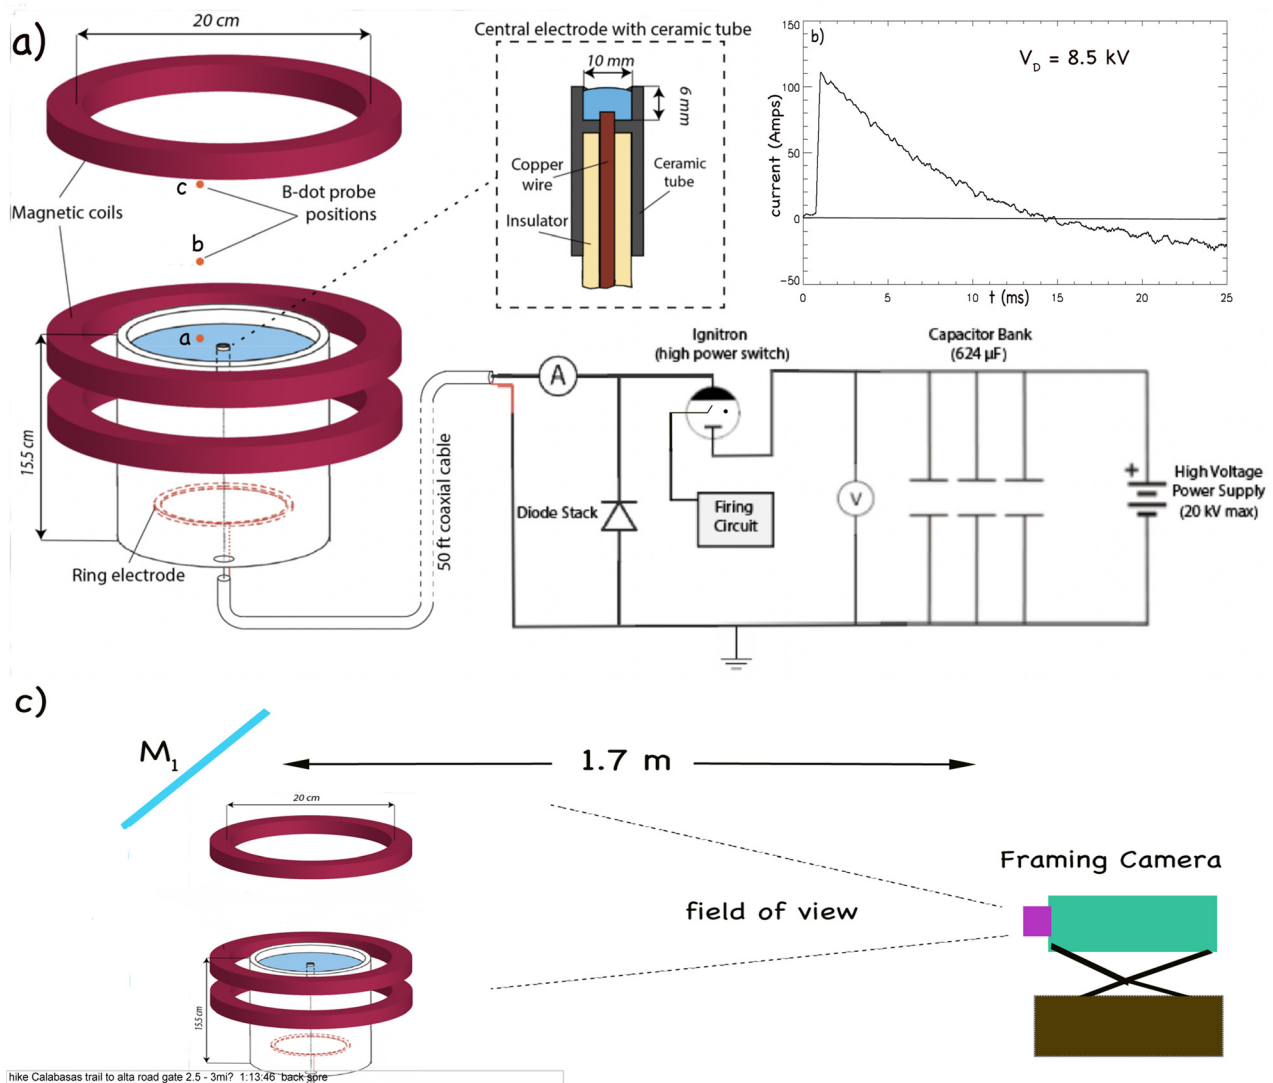 a)
20 cm
Central electrode with ceramic tube
10 mm
6 mm
Copper
wire
Ceramic
tube
Insulator
c
B-dot probe
positions
Magnetic coils
b
a
15.5 cm
Ring electrode
50 ft coaxial cable
b)
V_D = 8.5 kV
current (Amps)
150
100
50
0
-50
0
5
10
15
20
25
t (ms)
A
Ignitron
(high power switch)
Capacitor Bank
(624 µF)
Diode Stack
Firing
Circuit
V
+
High Voltage
Power Supply
(20 kV max)
c)
M₁
1.7 m
20 cm
Framing Camera
field of view
15.5 cm
hike Calabasas trail to alta road gate 2.5 - 3mi? 1:13:46 back spre